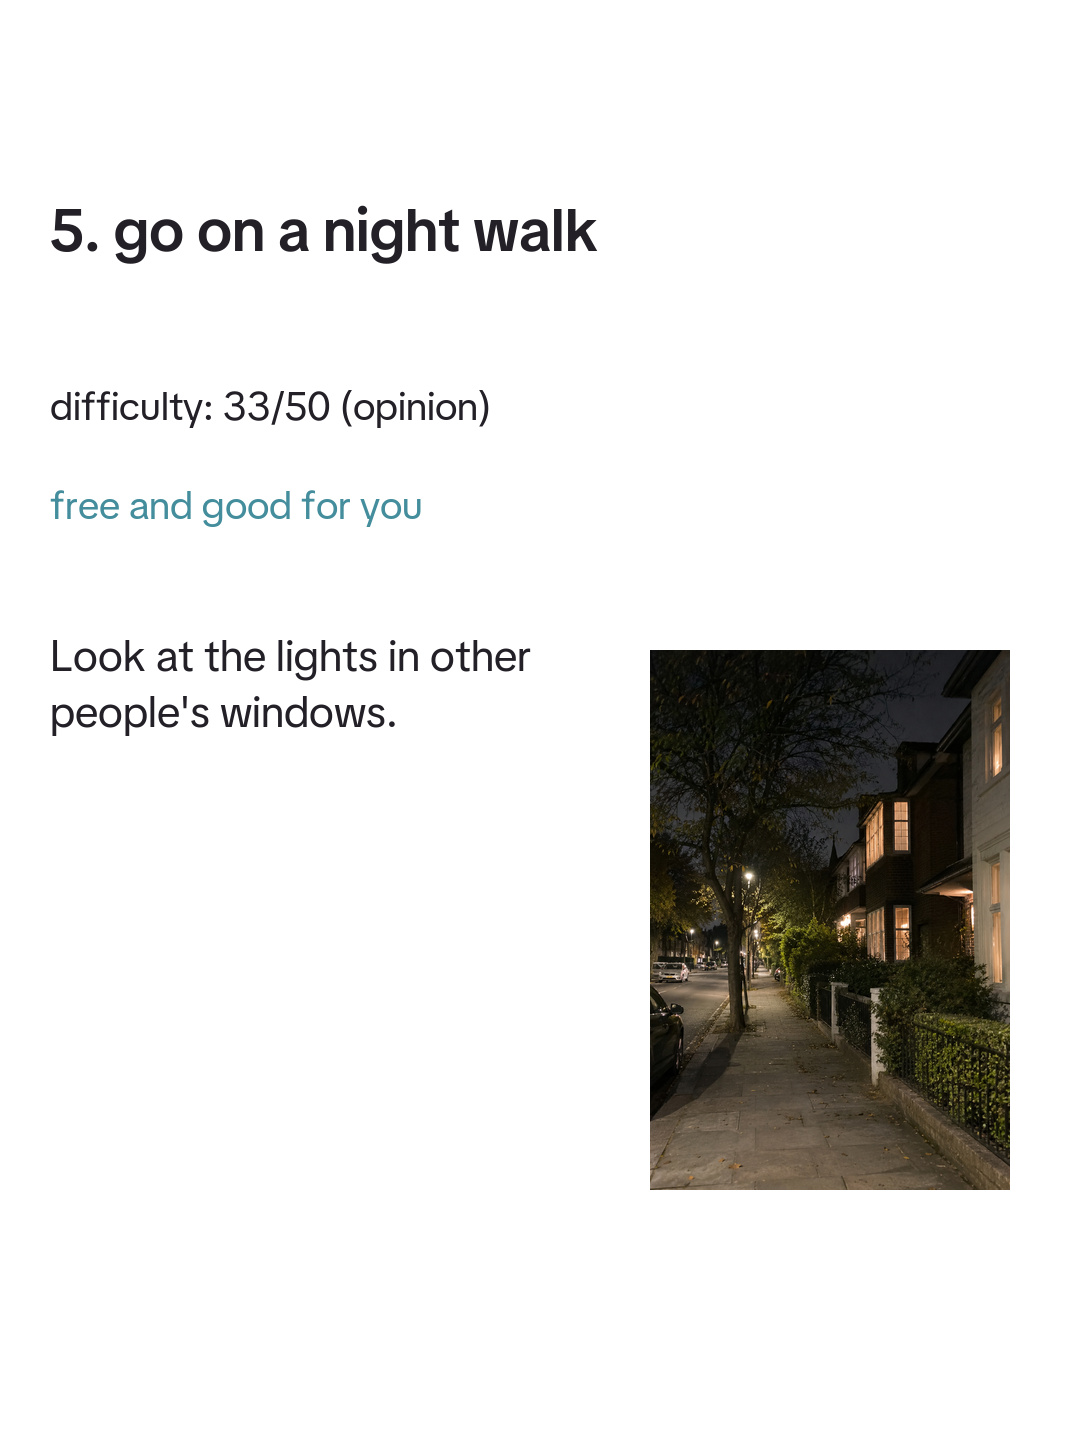 5. go on a night walk
difficulty: 33/50 (opinion)
free and good for you
Look at the lights in other
people's windows.